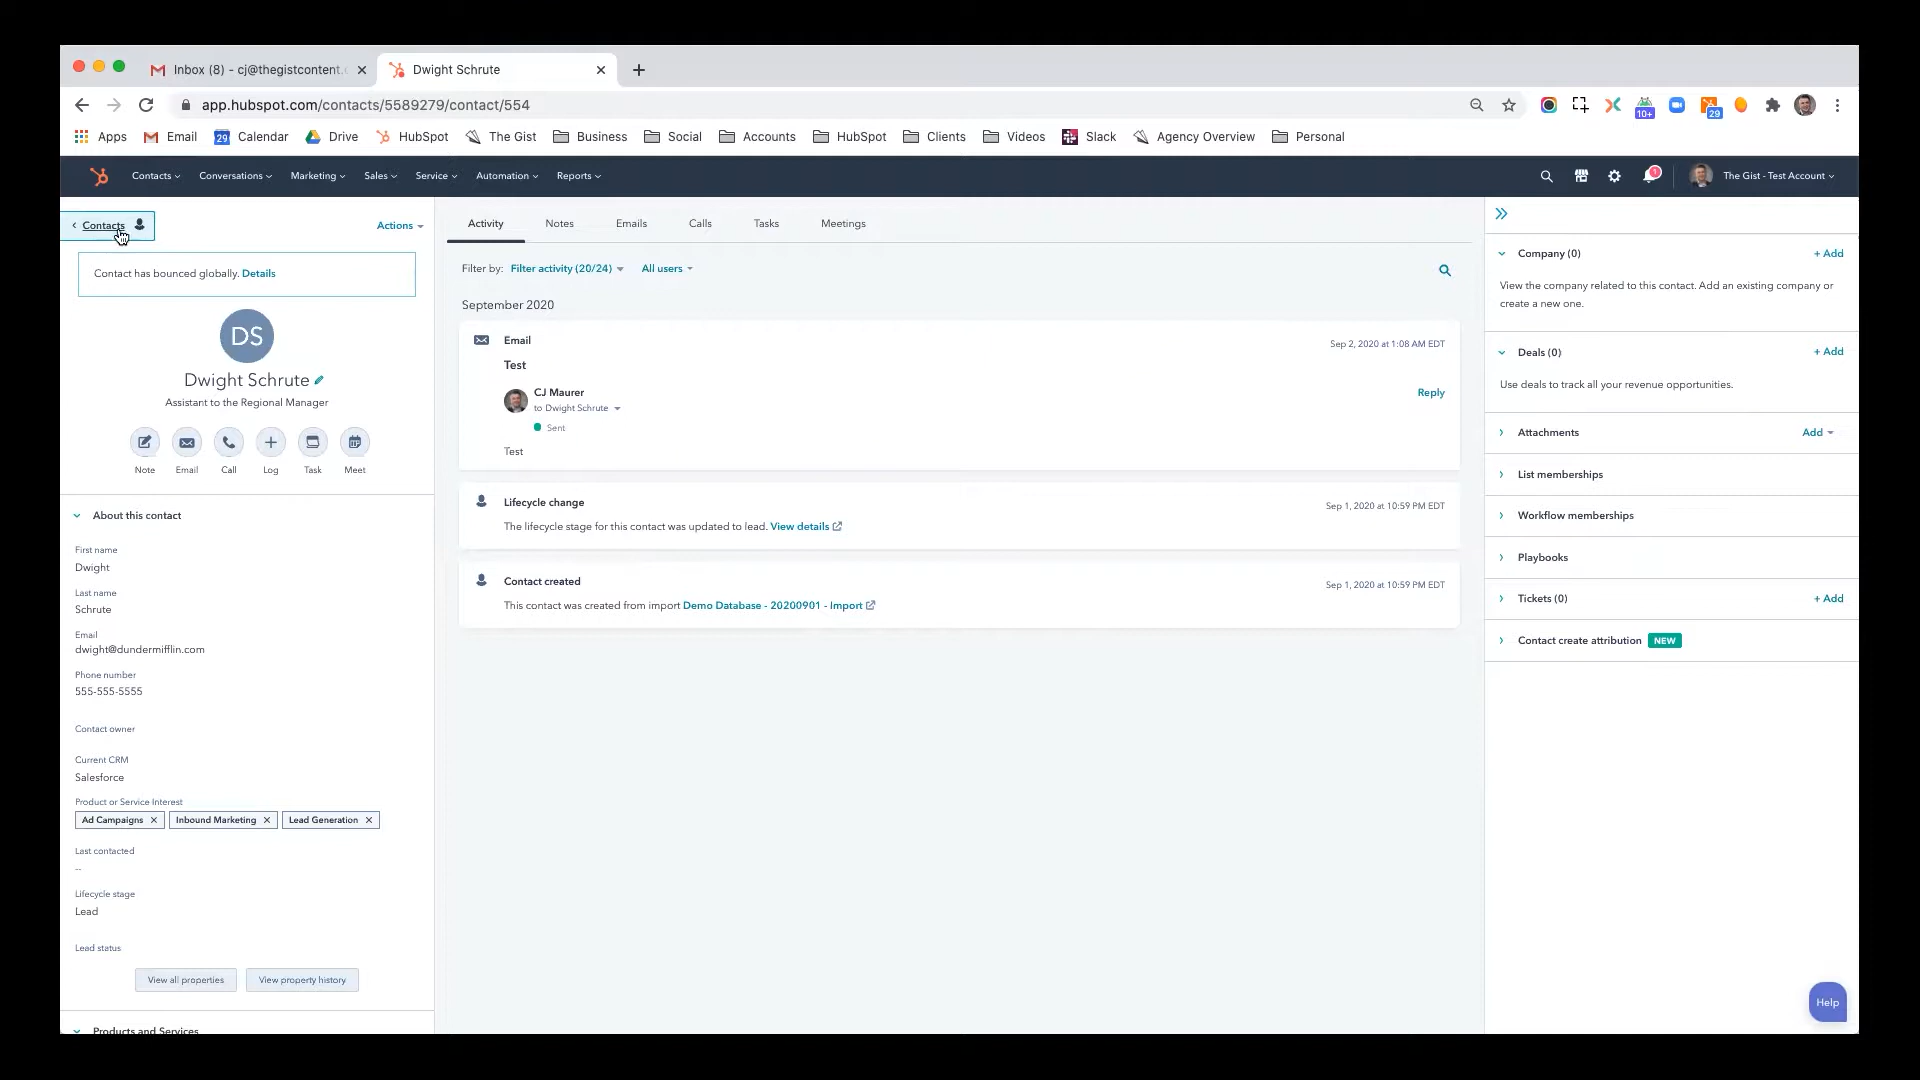 Inbox (8) - cj@thegistcontent.
Dwight Schrute
app.hubspot.com/contacts/5589279/contact/554
10+
29
Apps
Email
29
Calendar
Drive
HubSpot
The Gist
Business
Social
Accounts
HubSpot
Clients
Videos
Slack
Agency Overview
Personal
Contacts
Conversations
Marketing
Sales
Service
Automation
Reports
1
The Gist - Test Account
Contacts
Actions
Contact has bounced globally. Details
DS
Dwight Schrute
Assistant to the Regional Manager
Note
Email
Call
Log
Task
Meet
About this contact
First name
Dwight
Last name
Schrute
Email
dwight@dundermifflin.com
Phone number
555-555-5555
Contact owner
Current CRM
Salesforce
Product or Service Interest
Ad Campaigns
Inbound Marketing
Lead Generation
Last contacted
--
Lifecycle stage
Lead
Lead status
View all properties
View property history
Products and Services
Activity
Notes
Emails
Calls
Tasks
Meetings
Filter by: Filter activity (20/24) All users
September 2020
Email
Sep 2, 2020 at 1:08 AM EDT
Test
CJ Maurer
Reply
to Dwight Schrute
Sent
Test
Lifecycle change
Sep 1, 2020 at 10:59 PM EDT
The lifecycle stage for this contact was updated to lead. View details
Contact created
Sep 1, 2020 at 10:59 PM EDT
This contact was created from import Demo Database - 20200901 - Import
Company (0)
+ Add
View the company related to this contact. Add an existing company or
create a new one.
Deals (0)
+ Add
Use deals to track all your revenue opportunities.
Attachments
Add
List memberships
Workflow memberships
Playbooks
Tickets (0)
+ Add
Contact create attribution NEW
Help